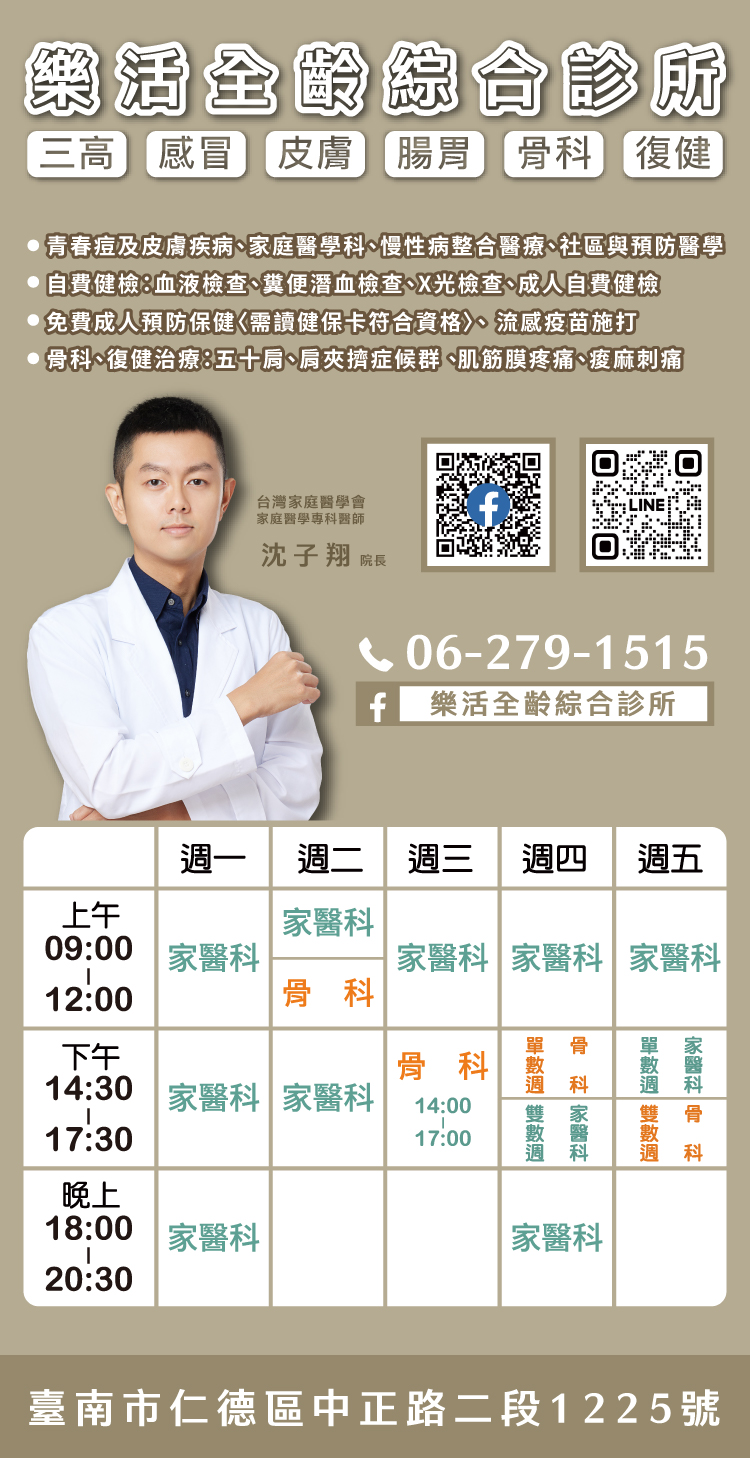 樂活全齡綜合診所
三高 感冒 皮膚 腸胃 骨科 復健
•青春痘及皮膚疾病、家庭醫學科、慢性病整合醫療、社區與預防醫學
•自費健檢:血液檢查、糞便潛血檢查、X光檢查、成人自費健檢
•免費成人預防保健〈需讀健保卡符合資格〉、流感疫苗施打
•骨科、復健治療:五十肩、肩夾擠症候群、肌筋膜疼痛、痠麻刺痛
台灣家庭醫學會
家庭醫學專科醫師
沈子翔 院長
LINE
06-279-1515
f 樂活全齡綜合診所
週一 週二 週三 週四 週五
上午
09:00
|
12:00
家醫科
家醫科
骨 科
家醫科
家醫科
家醫科
下午
14:30
|
17:30
家醫科
家醫科
骨 科
14:00
|
17:00
單數週 骨 科
雙數週 家醫科
單數週 家醫科
雙數週 骨 科
晚上
18:00
|
20:30
家醫科
家醫科
臺南市仁德區中正路二段1225號